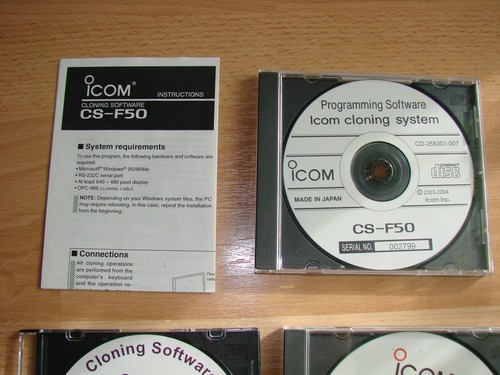 ICOM®
INSTRUCTIONS
CLONING SOFTWARE
CS-F50
■ System requirements
To use this program, the following hardware and software are
required.
• Microsoft® Windows® 95/98/Me
• RS-232C serial port
• At least 640 × 480 pixel display
• OPC-966 CLONING CABLE
NOTE: Depending on your Windows system files, the PC
may require rebooting. In this case, repeat the installation
from the beginning.
■ Connections
All cloning operations
are performed from the
computer's keyboard
and the operation re-
Programming Software
Icom cloning system
CD-258301-007
ICOM
COMPACT
disc
MADE IN JAPAN
© 2003-2004
Icom Inc.
CS-F50
SERIAL NO. 002799
Cloning Software
ICOM